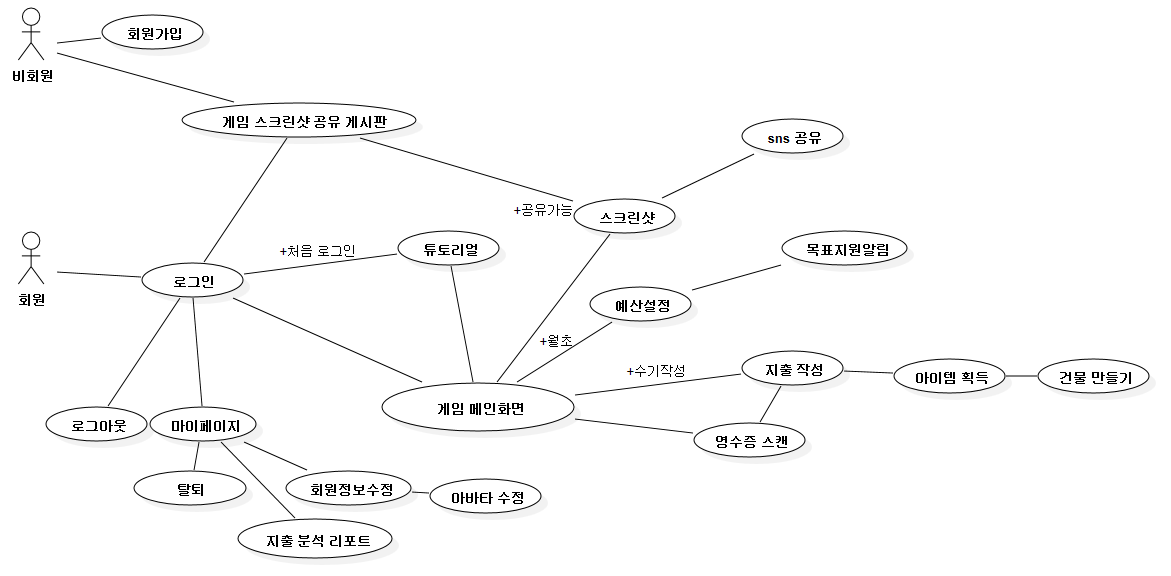 회원가입
비회원
게임 스크린샷 공유 게시판
sns 공유
+공유가능
스크린샷
+처음 로그인
튜토리얼
목표지원알림
로그인
회원
예산설정
+월초
+수기작성
지출 작성
아이템 획득
건물 만들기
게임 메인화면
로그아웃
마이페이지
영수증 스캔
탈퇴
회원정보수정
아바타 수정
지출 분석 리포트